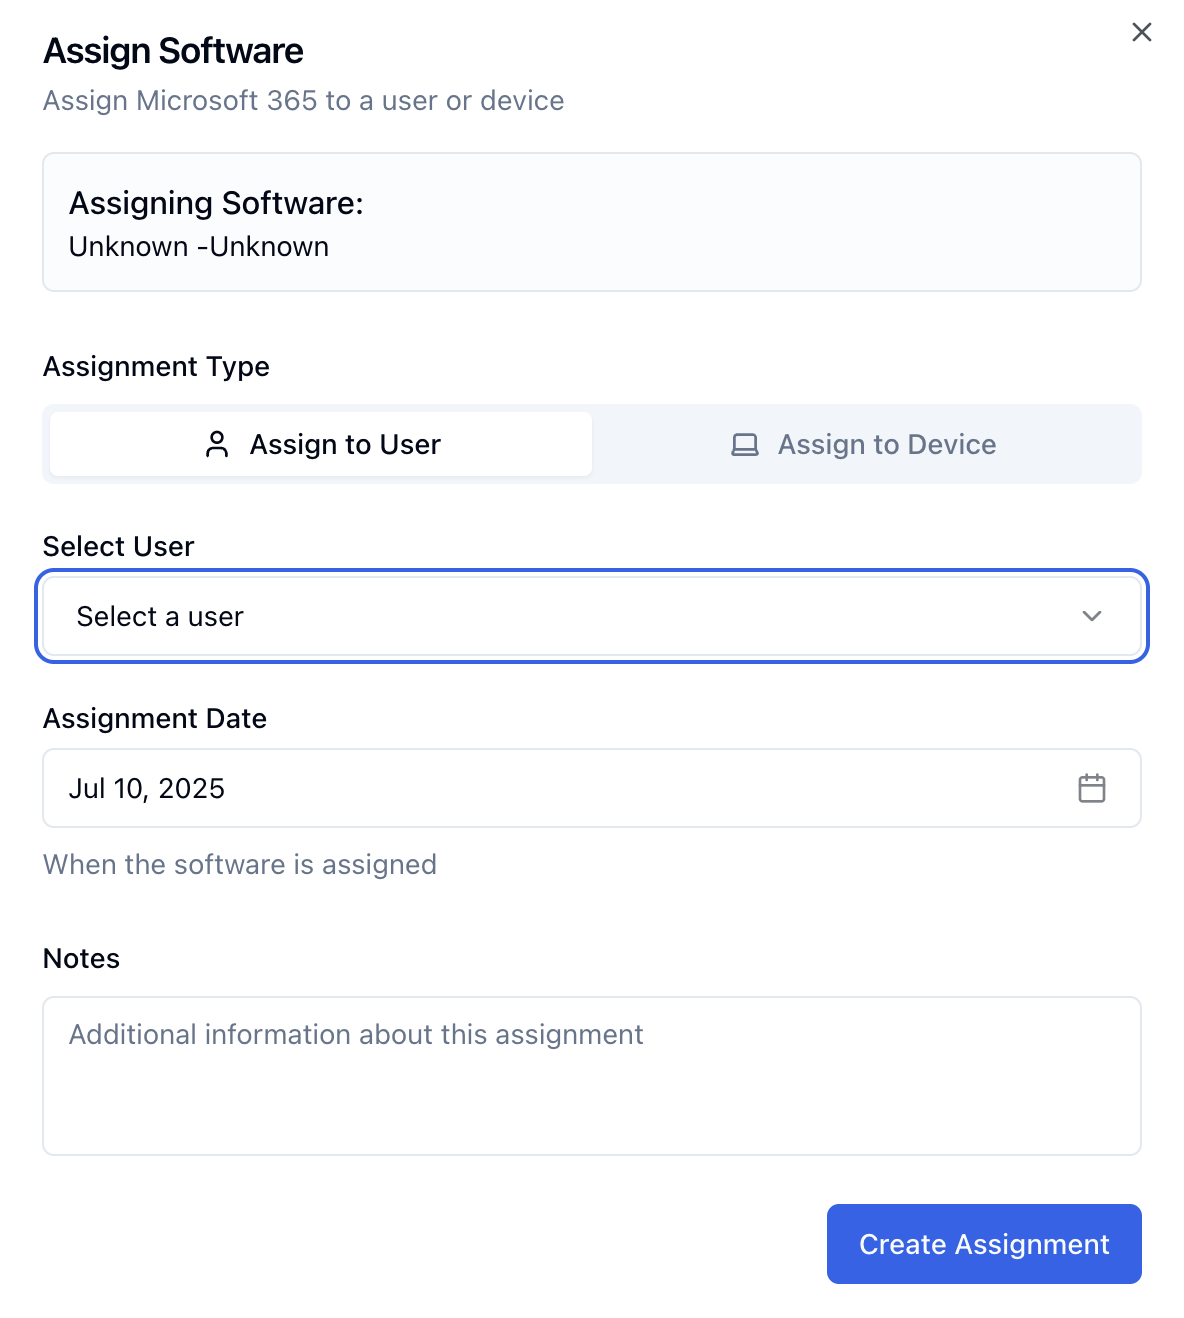 Assign Software
Assign Microsoft 365 to a user or device
Assigning Software:
Unknown -Unknown
Assignment Type
Assign to User
Assign to Device
Select User
Select a user
Assignment Date
Jul 10, 2025
When the software is assigned
Notes
Additional information about this assignment
Create Assignment